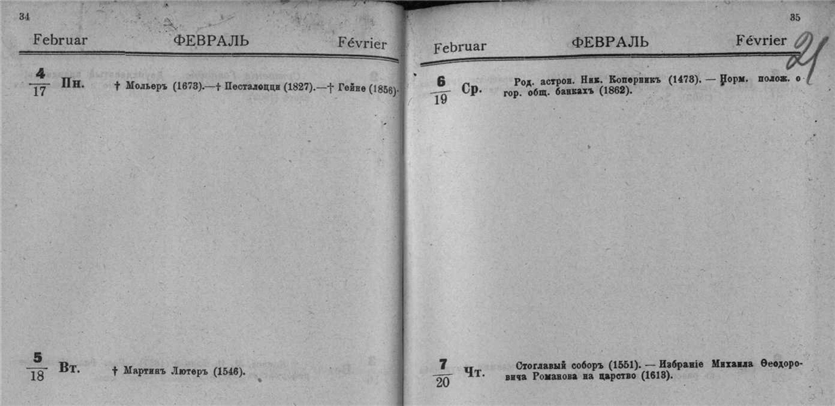 34
Februar ФЕВРАЛЬ Février
4
17 Пн. † Мольеръ (1673).—† Песталоцци (1827).—† Гейне (1856).
5
18 Вт. † Мартинъ Лютеръ (1546).
35
Februar ФЕВРАЛЬ Février
21
6
19 Ср. Род. астрон. Ник. Коперникъ (1473). — Норм. полож. о
гор. общ. банкахъ (1862).
7
20 Чт. Стоглавый соборъ (1551). — Избраніе Михаила Ѳеодоро-
вича Романова на царство (1613).